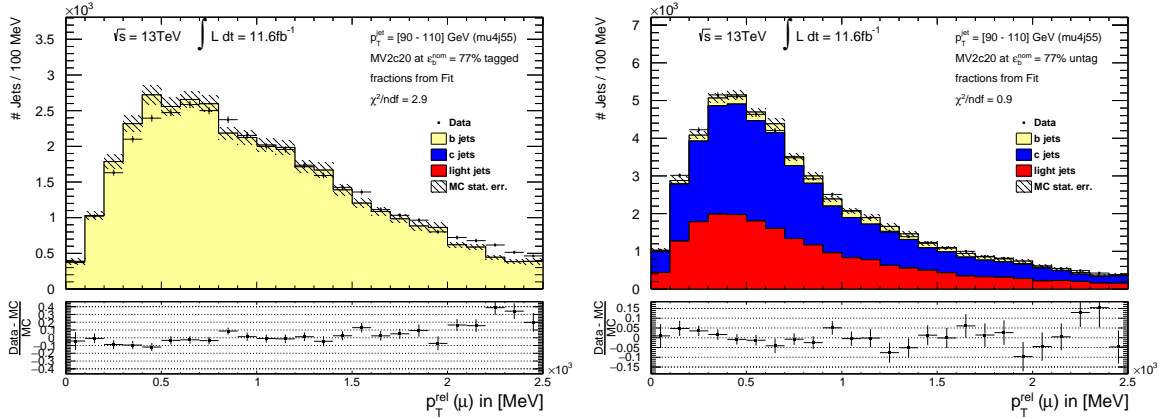 ×10³
3.5
3
2.5
2
1.5
1
0.5
0
# Jets / 100 MeV
√s = 13TeV ∫ L dt = 11.6fb⁻¹
p_T^jet = [90 - 110] GeV (mu4j55)
MV2c20 at ε_b^nom = 77% tagged
fractions from Fit
χ²/ndf = 2.9
Data
b jets
c jets
light jets
MC stat. err.
Data - MC
MC
0.4
0.3
0.2
0.1
0
−0.1
−0.2
−0.3
−0.4
0 0.5 1 1.5 2 2.5
×10³
p_T^rel (μ) in [MeV]
×10³
7
6
5
4
3
2
1
0
# Jets / 100 MeV
√s = 13TeV ∫ L dt = 11.6fb⁻¹
p_T^jet = [90 - 110] GeV (mu4j55)
MV2c20 at ε_b^nom = 77% untag
fractions from Fit
χ²/ndf = 0.9
Data
b jets
c jets
light jets
MC stat. err.
Data - MC
MC
0.15
0.1
0.05
0
−0.05
−0.1
−0.15
0 0.5 1 1.5 2 2.5
×10³
p_T^rel (μ) in [MeV]